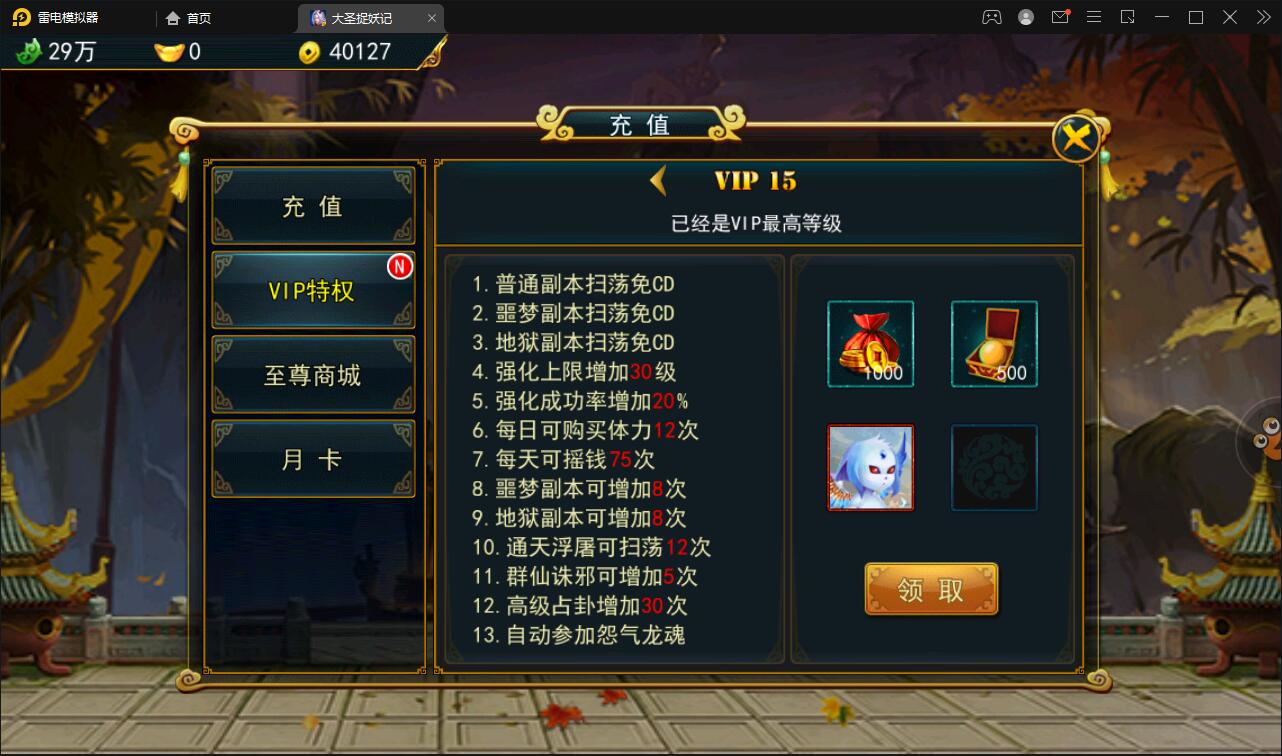 雷电模拟器
首页
大圣捉妖记
29万
0
40127
充值
充值
VIP特权
N
至尊商城
月卡
VIP 15
已经是VIP最高等级
1. 普通副本扫荡免CD
2. 噩梦副本扫荡免CD
3. 地狱副本扫荡免CD
4. 强化上限增加30级
5. 强化成功率增加20%
6. 每日可购买体力12次
7. 每天可摇钱75次
8. 噩梦副本可增加8次
9. 地狱副本可增加8次
10. 通天浮屠可扫荡12次
11. 群仙诛邪可增加5次
12. 高级占卦增加30次
13. 自动参加怨气龙魂
1000
500
领取